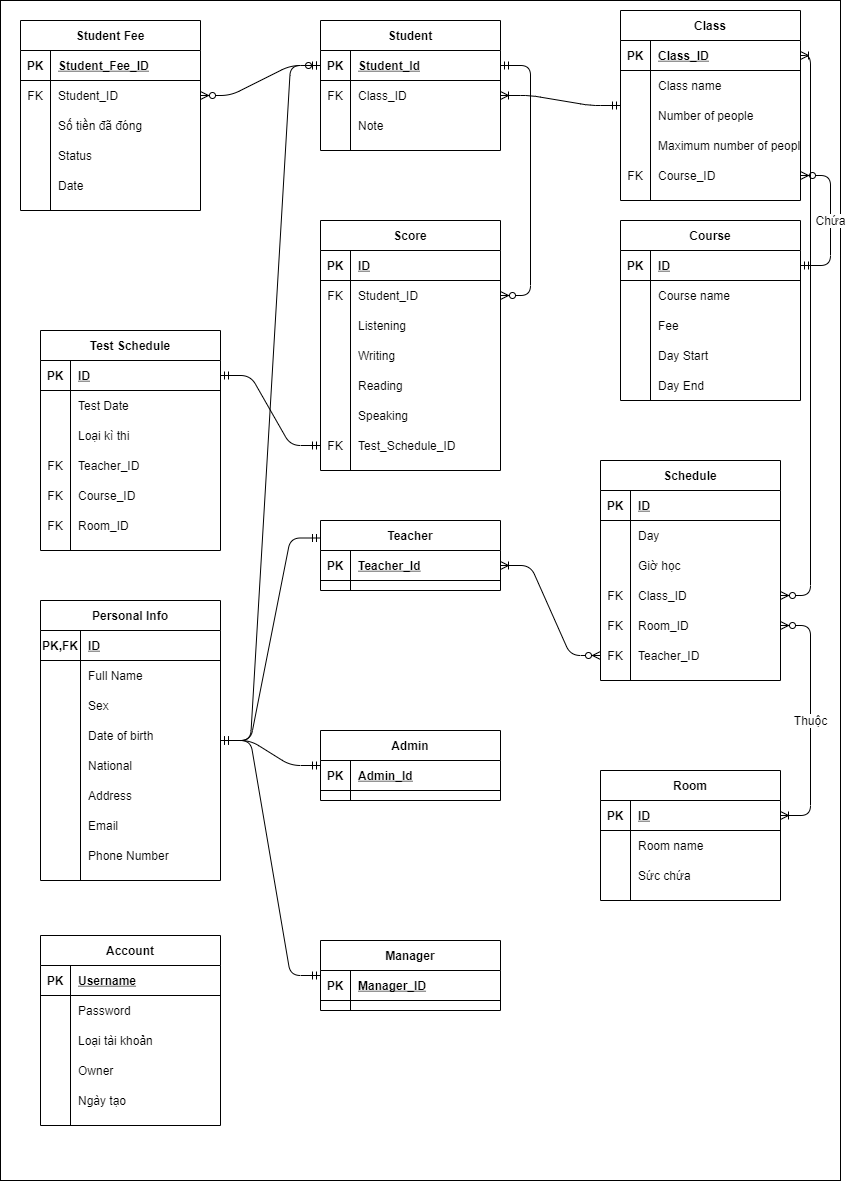 Student Fee
PK Student_Fee_ID
FK Student_ID
Số tiền đã đóng
Status
Date
Student
PK Student_Id
FK Class_ID
Note
Class
PK Class_ID
Class name
Number of people
Maximum number of peopl
FK Course_ID
Chứa
Score
PK ID
FK Student_ID
Listening
Writing
Reading
Speaking
FK Test_Schedule_ID
Course
PK ID
Course name
Fee
Day Start
Day End
Test Schedule
PK ID
Test Date
Loại kì thi
FK Teacher_ID
FK Course_ID
FK Room_ID
Teacher
PK Teacher_Id
Schedule
PK ID
Day
Giờ học
FK Class_ID
FK Room_ID
FK Teacher_ID
Thuộc
Personal Info
PK,FK ID
Full Name
Sex
Date of birth
National
Address
Email
Phone Number
Admin
PK Admin_Id
Room
PK ID
Room name
Sức chứa
Account
PK Username
Password
Loại tài khoản
Owner
Ngày tạo
Manager
PK Manager_ID